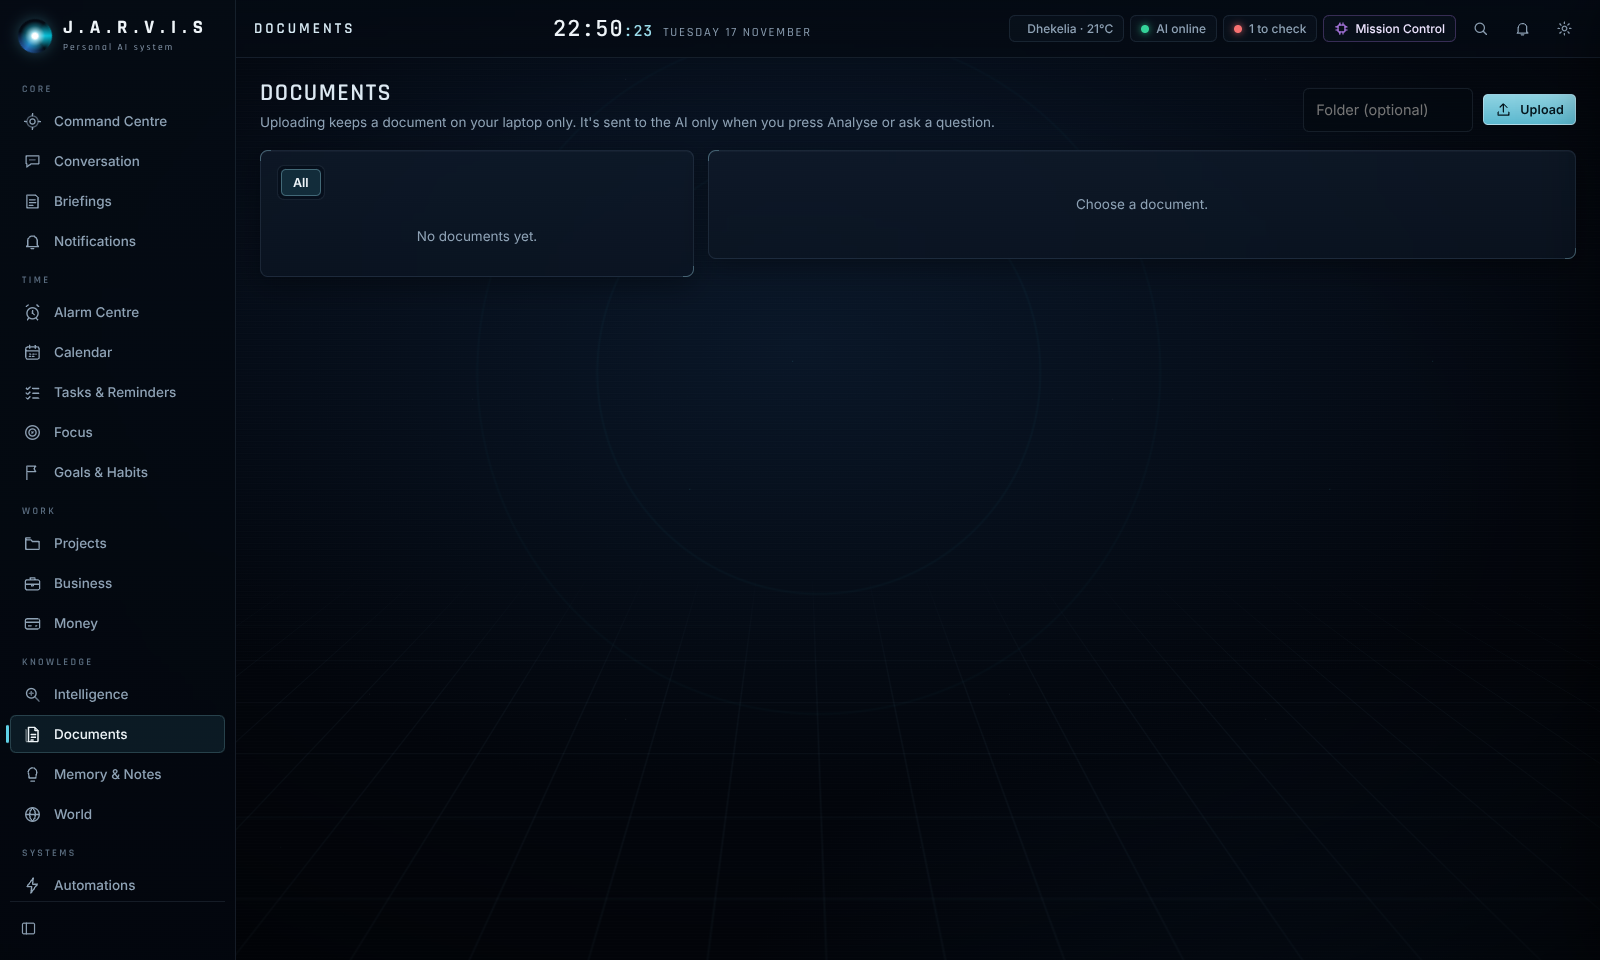 J.A.R.V.I.S
Personal AI system
DOCUMENTS
22:50:23 TUESDAY 17 NOVEMBER
Dhekelia · 21°C
AI online
1 to check
Mission Control
CORE
Command Centre
Conversation
Briefings
Notifications
TIME
Alarm Centre
Calendar
Tasks & Reminders
Focus
Goals & Habits
WORK
Projects
Business
Money
KNOWLEDGE
Intelligence
Documents
Memory & Notes
World
SYSTEMS
Automations
DOCUMENTS
Uploading keeps a document on your laptop only. It's sent to the AI only when you press Analyse or ask a question.
Folder (optional)
Upload
All
No documents yet.
Choose a document.